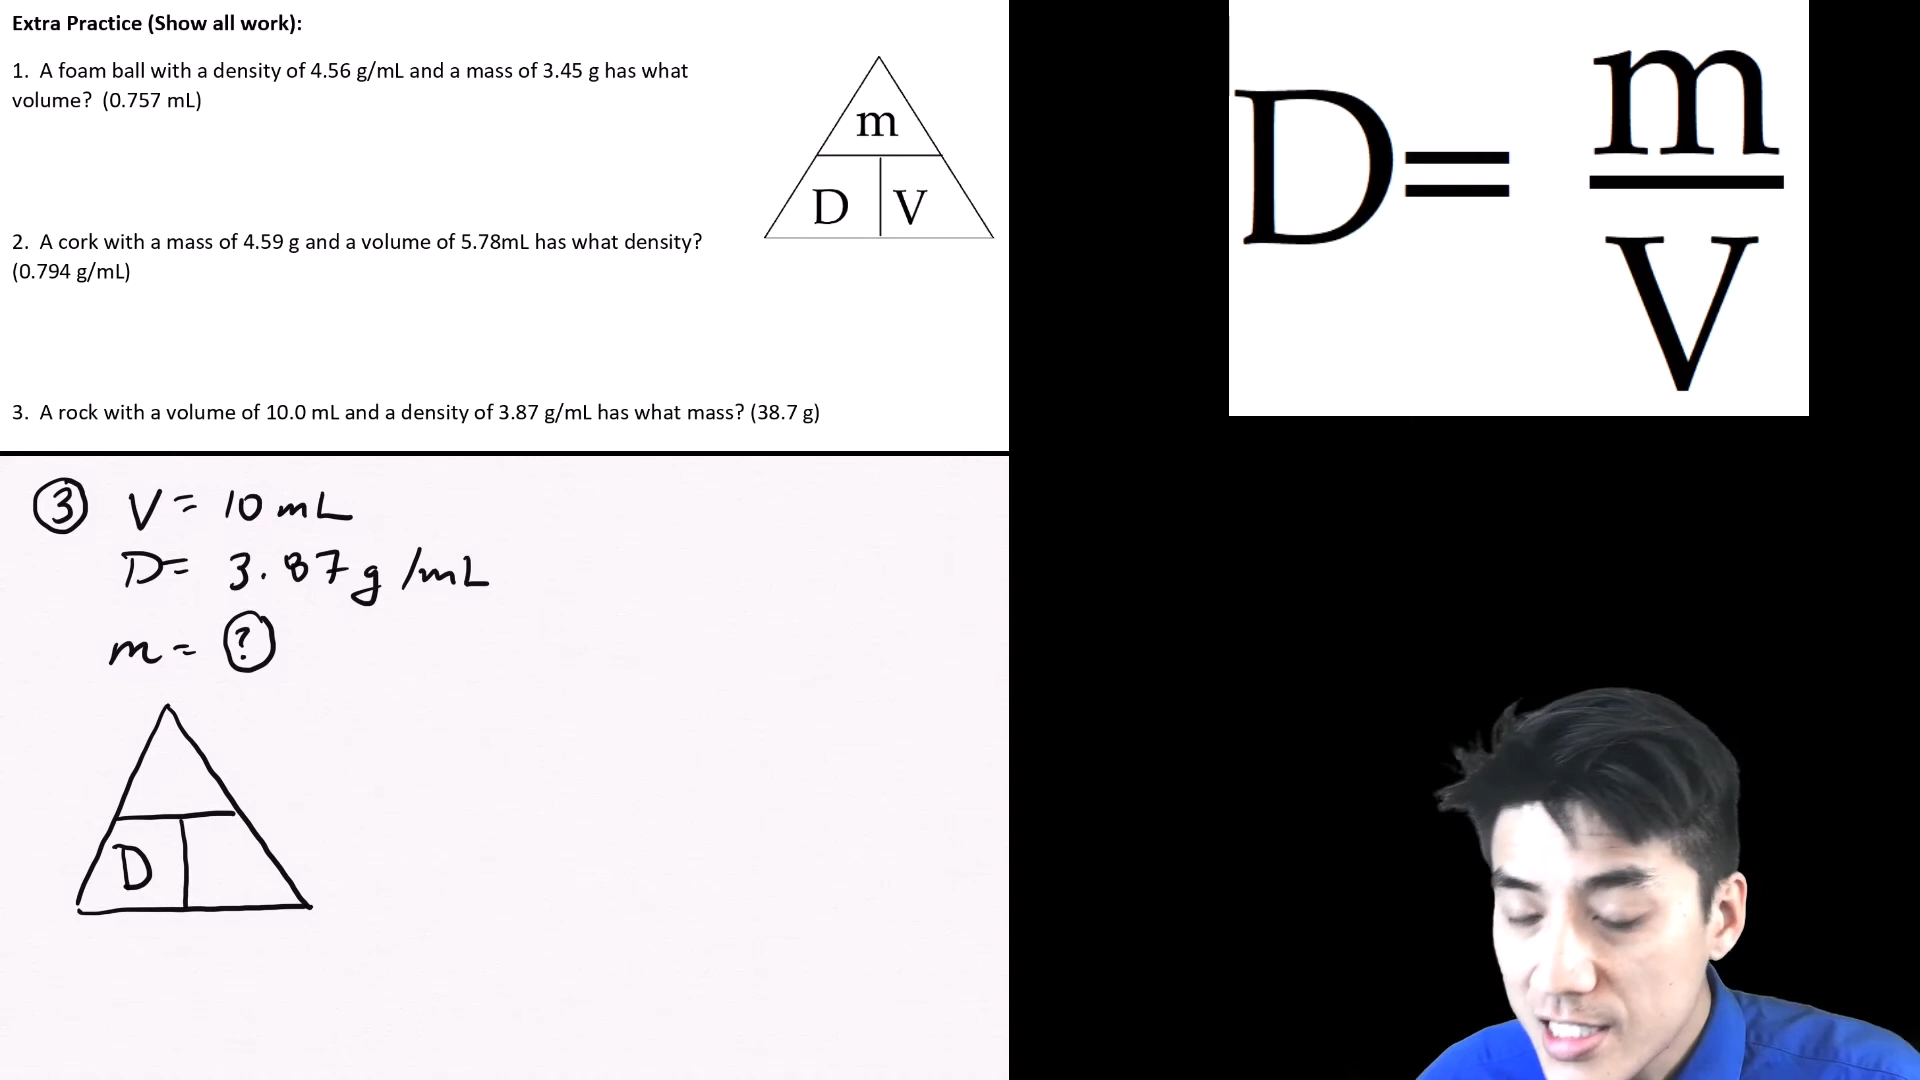 Extra Practice (Show all work):
1. A foam ball with a density of 4.56 g/mL and a mass of 3.45 g has what
volume? (0.757 mL)
m
D V
2. A cork with a mass of 4.59 g and a volume of 5.78mL has what density?
(0.794 g/mL)
3. A rock with a volume of 10.0 mL and a density of 3.87 g/mL has what mass? (38.7 g)
D= m
V
③ V = 10 mL
D = 3.87 g /mL
m = ?
D